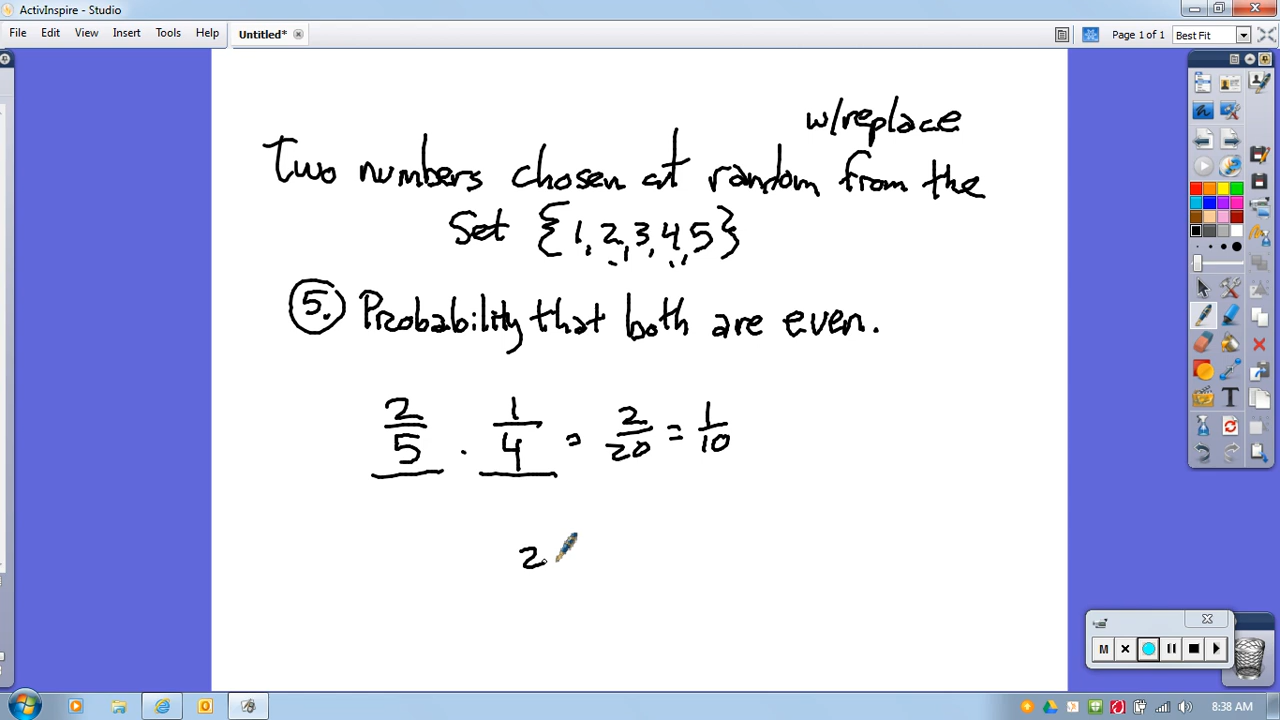 ActivInspire - Studio
File Edit View Insert Tools Help Untitled* Page 1 of 1 Best Fit
w/replace
Two numbers chosen at random from the
Set {1, 2, 3, 4, 5}
5. Probability that both are even.
2/5 · 1/4 = 2/20 = 1/10
2
M
8:38 AM